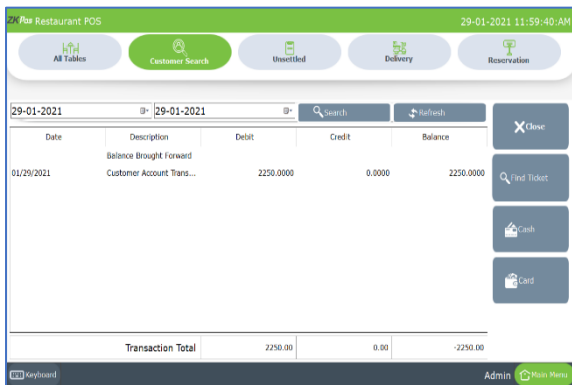 ZKPos Restaurant POS 29-01-2021 11:59:40:AM
All Tables Customer Search Unsettled Delivery Reservation
29-01-2021 29-01-2021 Search Refresh
Close
Date Description Debit Credit Balance
Balance Brought Forward
01/29/2021 Customer Account Trans... 2250.0000 0.0000 2250.0000
Find Ticket
Cash
Card
Transaction Total 2250.00 0.00 -2250.00
Keyboard Admin Main Menu